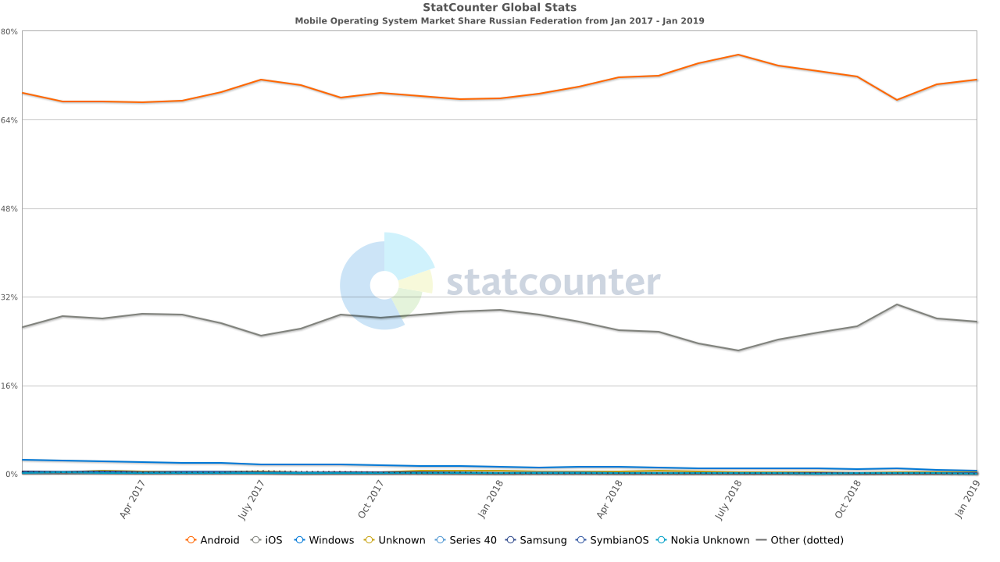 StatCounter Global Stats
Mobile Operating System Market Share Russian Federation from Jan 2017 - Jan 2019
80%
64%
48%
32%
16%
0%
statcounter
Apr 2017
July 2017
Oct 2017
Jan 2018
Apr 2018
July 2018
Oct 2018
Jan 2019
Android iOS Windows Unknown Series 40 Samsung SymbianOS Nokia Unknown Other (dotted)